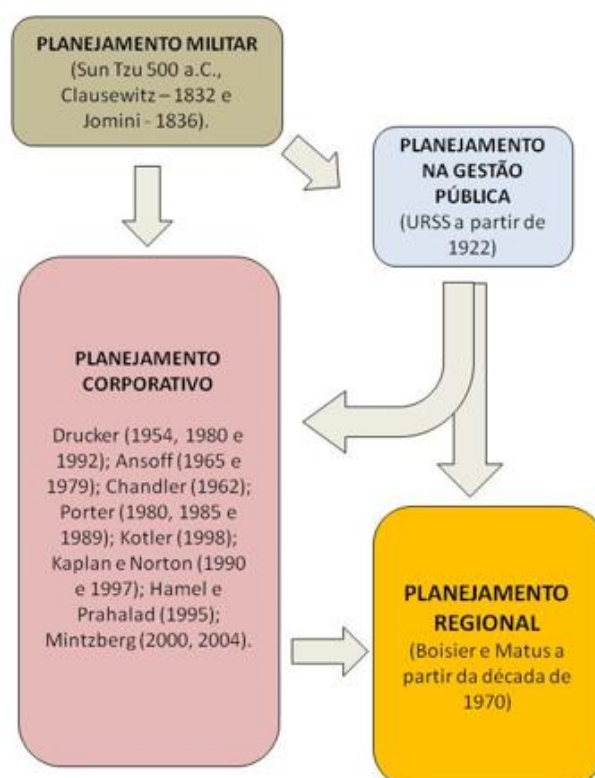 PLANEJAMENTO MILITAR
(Sun Tzu 500 a.C.,
Clausewitz – 1832 e
Jomini - 1836).
PLANEJAMENTO
NA GESTÃO
PÚBLICA
(URSS a partir de
1922)
PLANEJAMENTO
CORPORATIVO
Drucker (1954, 1980 e
1992); Ansoff (1965 e
1979); Chandler (1962);
Porter (1980, 1985 e
1989); Kotler (1998);
Kaplan e Norton (1990
e 1997); Hamel e
Prahalad (1995);
Mintzberg (2000, 2004).
PLANEJAMENTO
REGIONAL
(Boisier e Matus a
partir da década de
1970)